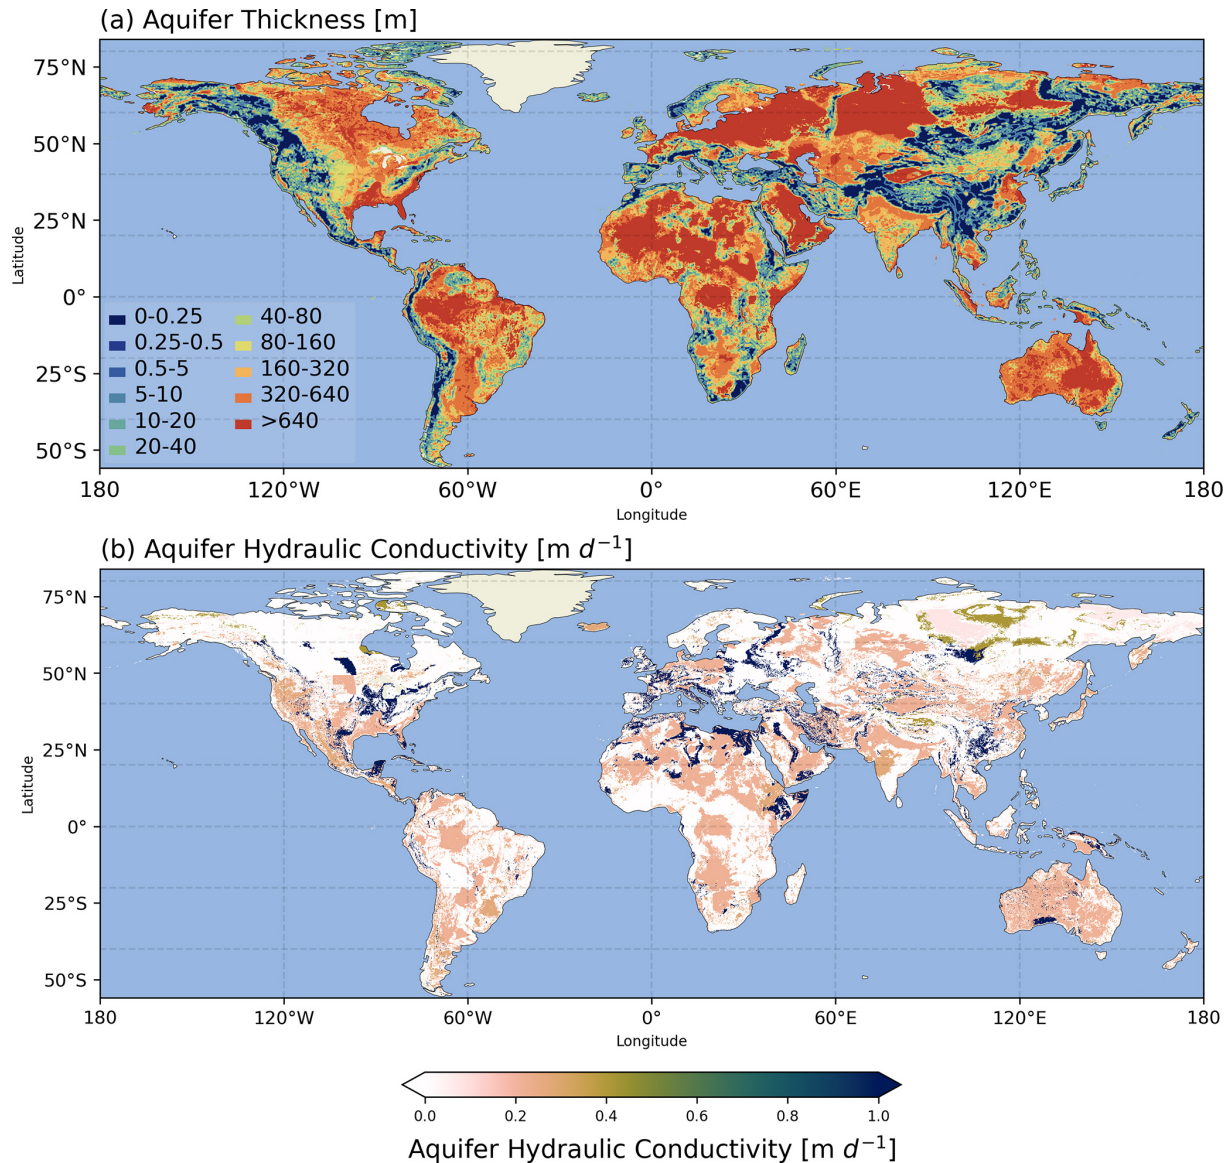 (a) Aquifer Thickness [m]
75°N
50°N
25°N
0°
25°S
50°S
Latitude
0-0.25
0.25-0.5
0.5-5
5-10
10-20
20-40
40-80
80-160
160-320
320-640
>640
180
120°W
60°W
0°
60°E
120°E
180
Longitude
(b) Aquifer Hydraulic Conductivity [m d⁻¹]
75°N
50°N
25°N
0°
25°S
50°S
Latitude
180
120°W
60°W
0°
60°E
120°E
180
Longitude
0.0
0.2
0.4
0.6
0.8
1.0
Aquifer Hydraulic Conductivity [m d⁻¹]